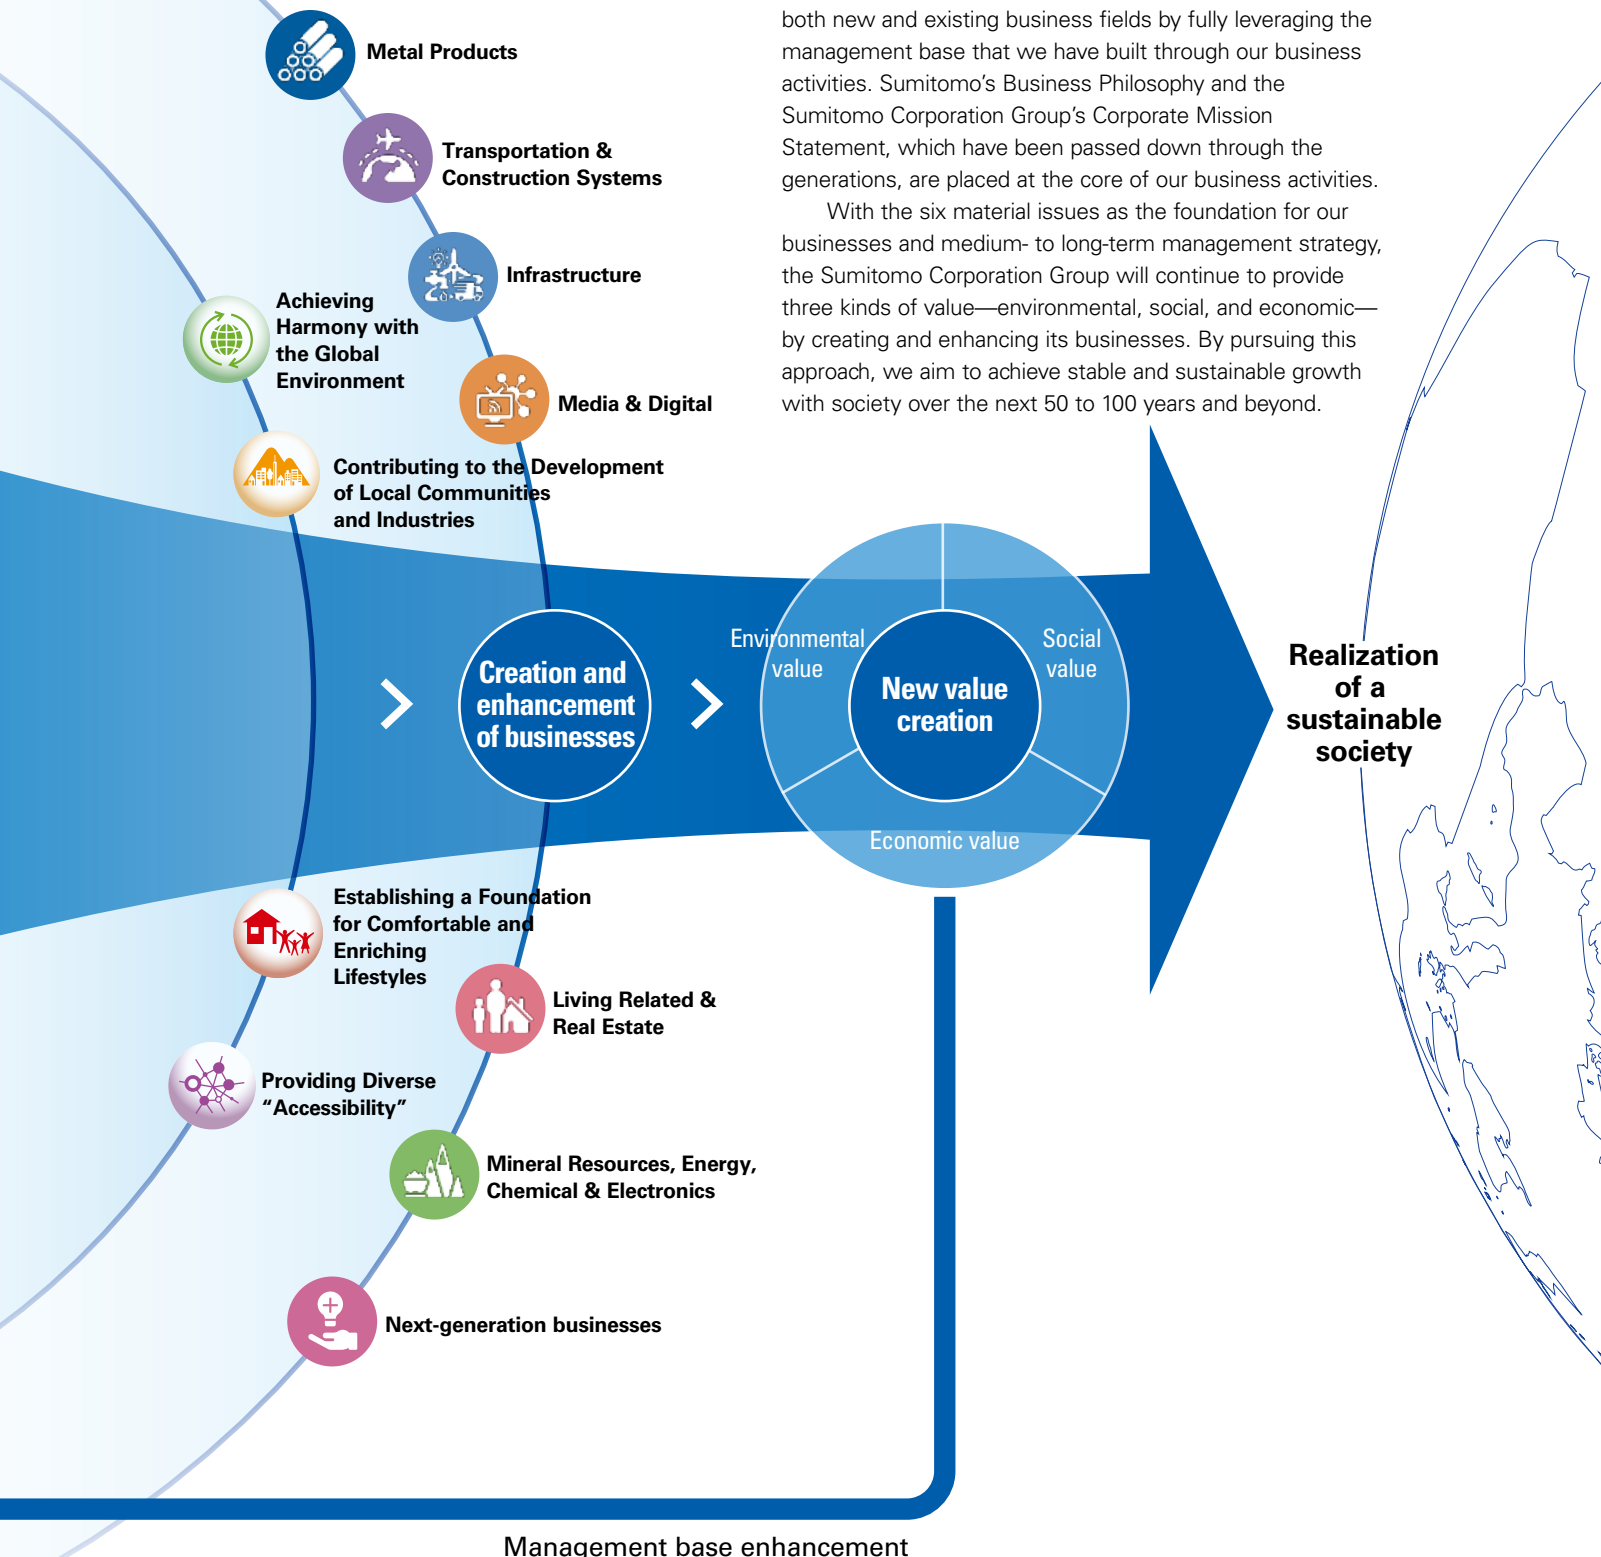 both new and existing business fields by fully leveraging the
management base that we have built through our business
activities. Sumitomo’s Business Philosophy and the
Sumitomo Corporation Group’s Corporate Mission
Statement, which have been passed down through the
generations, are placed at the core of our business activities.
With the six material issues as the foundation for our
businesses and medium- to long-term management strategy,
the Sumitomo Corporation Group will continue to provide
three kinds of value—environmental, social, and economic—
by creating and enhancing its businesses. By pursuing this
approach, we aim to achieve stable and sustainable growth
with society over the next 50 to 100 years and beyond.
Metal Products
Transportation &
Construction Systems
Infrastructure
Achieving
Harmony with
the Global
Environment
Media & Digital
Contributing to the Development
of Local Communities
and Industries
Creation and
enhancement
of businesses
Environmental
value
Social
value
New value
creation
Economic value
Realization
of a
sustainable
society
Establishing a Foundation
for Comfortable and
Enriching
Lifestyles
Living Related &
Real Estate
Providing Diverse
“Accessibility”
Mineral Resources, Energy,
Chemical & Electronics
Next-generation businesses
Management base enhancement